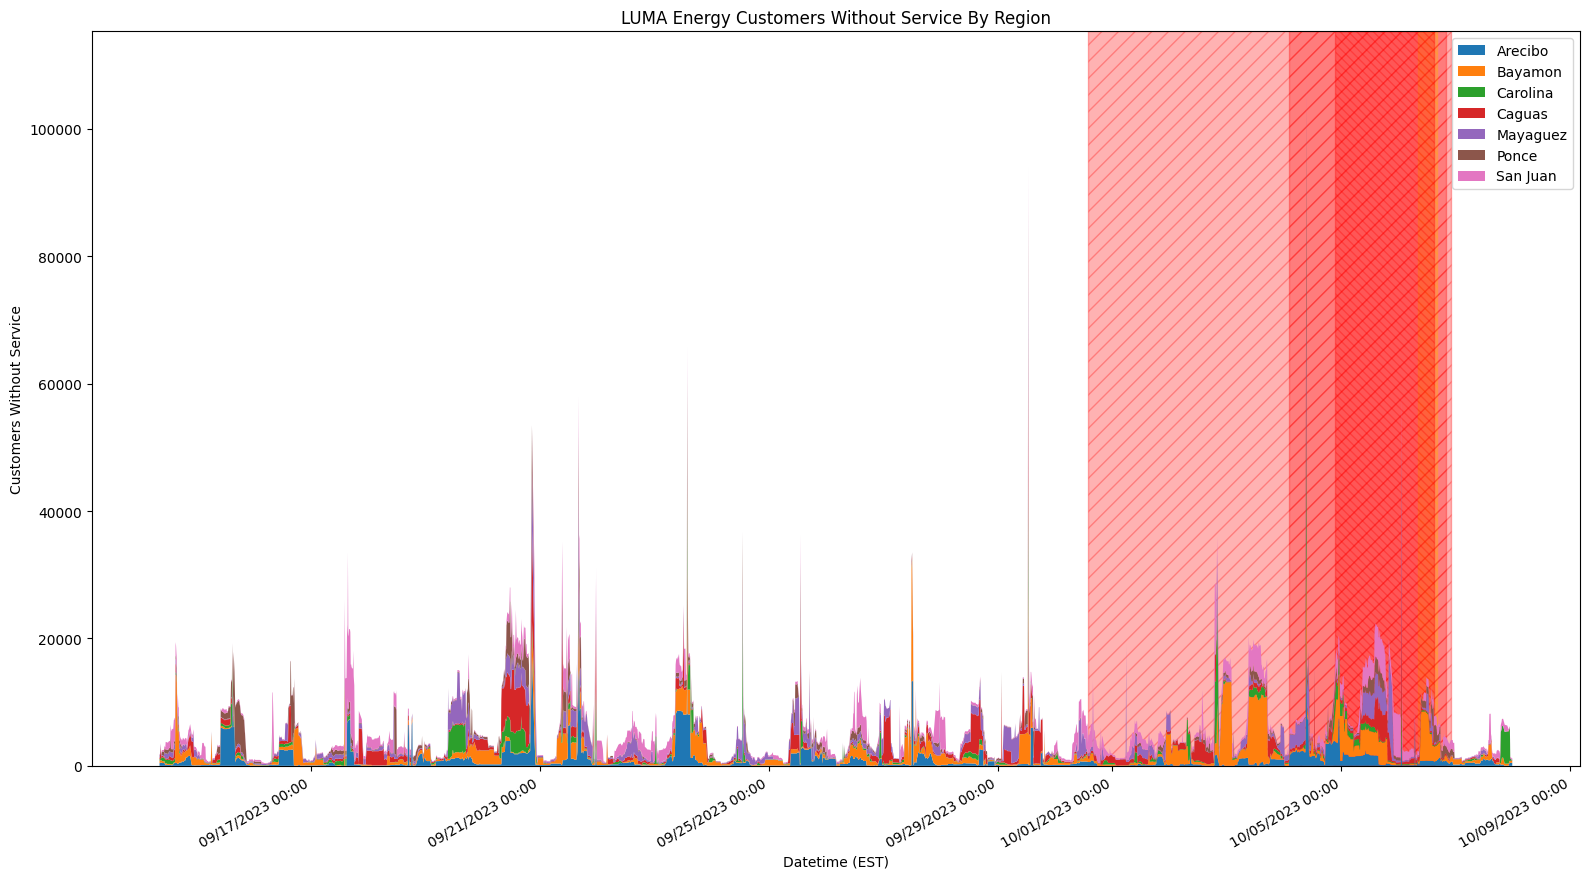 LUMA Energy Customers Without Service By Region
Arecibo
Bayamon
Carolina
Caguas
Mayaguez
Ponce
San Juan
100000
80000
60000
40000
20000
0
Customers Without Service
09/17/2023 00:00
09/21/2023 00:00
09/25/2023 00:00
09/29/2023 00:00
10/01/2023 00:00
10/05/2023 00:00
10/09/2023 00:00
Datetime (EST)